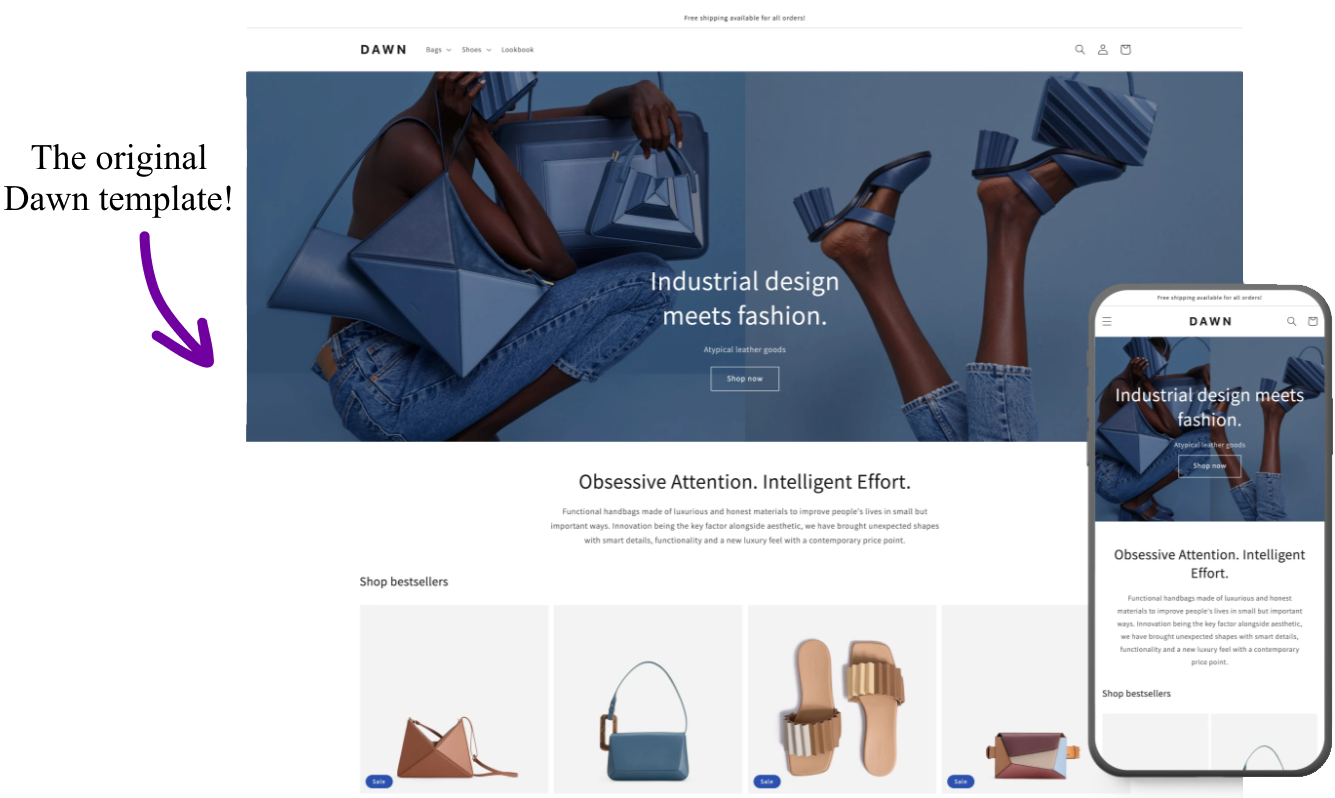 The original
Dawn template!
Free shipping available for all orders!
DAWN Bags Shoes Lookbook
Industrial design
meets fashion.
Atypical leather goods
Shop now
Obsessive Attention. Intelligent Effort.
Functional handbags made of luxurious and honest materials to improve people's lives in small but
important ways. Innovation being the key factor alongside aesthetic, we have brought unexpected shapes
with smart details, functionality and a new luxury feel with a contemporary price point.
Shop bestsellers
Sale
Sale
Sale
Free shipping available for all orders!
DAWN
Industrial design meets
fashion.
Atypical leather goods
Shop now
Obsessive Attention. Intelligent
Effort.
Functional handbags made of luxurious and honest
materials to improve people's lives in small but important
ways. Innovation being the key factor alongside aesthetic,
we have brought unexpected shapes with smart details,
functionality and a new luxury feel with a contemporary
price point.
Shop bestsellers